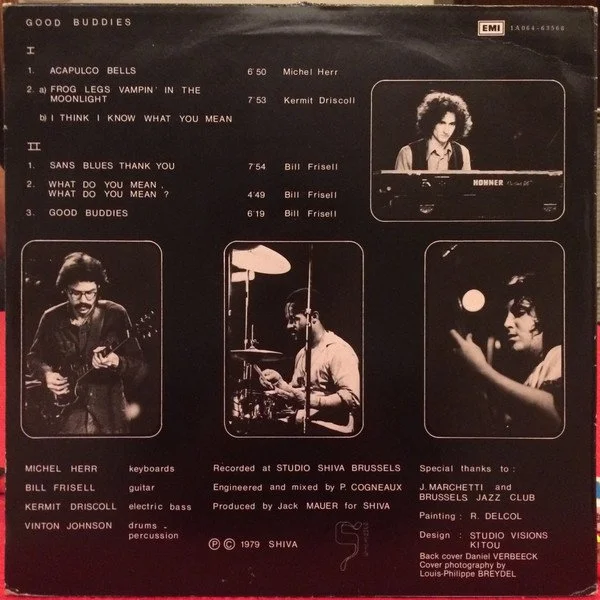 GOOD BUDDIES
EMI 1A064-63566
I
1. ACAPULCO BELLS 6'50 Michel Herr
2. a) FROG LEGS VAMPIN' IN THE
MOONLIGHT 7'53 Kermit Driscoll
b) I THINK I KNOW WHAT YOU MEAN
II
1. SANS BLUES THANK YOU 7'54 Bill Frisell
2. WHAT DO YOU MEAN .
WHAT DO YOU MEAN ? 4'49 Bill Frisell
3. GOOD BUDDIES 6'19 Bill Frisell
HOHNER
MICHEL HERR keyboards
BILL FRISELL guitar
KERMIT DRISCOLL electric bass
VINTON JOHNSON drums -
percussion
Recorded at STUDIO SHIVA BRUSSELS
Engineered and mixed by P. COGNEAUX
Produced by Jack MAUER for SHIVA
Ⓟ © 1979 SHIVA
Special thanks to :
J. MARCHETTI and
BRUSSELS JAZZ CLUB
Painting : R. DELCOL
Design : STUDIO VISIONS
KITOU
Back cover Daniel VERBEECK
Cover photography by
Louis-Philippe BREYDEL